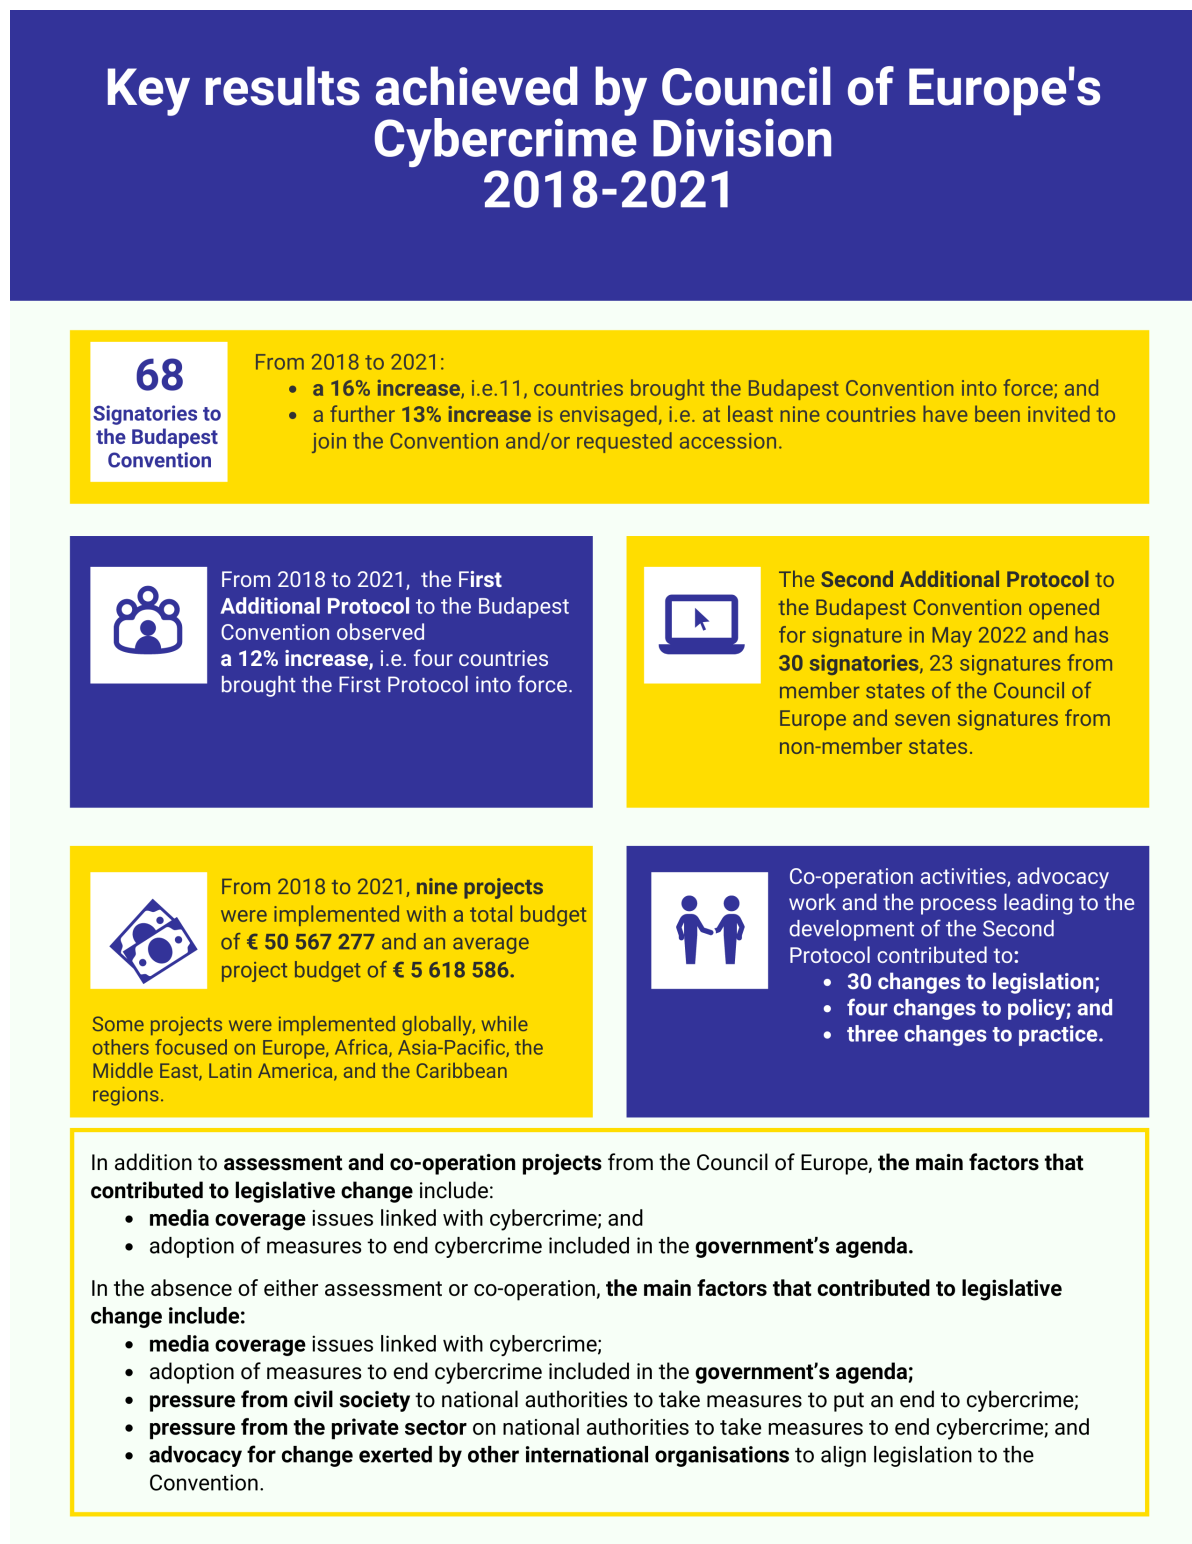 Key results achieved by Council of Europe's
Cybercrime Division
2018-2021
68
Signatories to
the Budapest
Convention
From 2018 to 2021:
• a 16% increase, i.e.11, countries brought the Budapest Convention into force; and
• a further 13% increase is envisaged, i.e. at least nine countries have been invited to
join the Convention and/or requested accession.
From 2018 to 2021, the First
Additional Protocol to the Budapest
Convention observed
a 12% increase, i.e. four countries
brought the First Protocol into force.
The Second Additional Protocol to
the Budapest Convention opened
for signature in May 2022 and has
30 signatories, 23 signatures from
member states of the Council of
Europe and seven signatures from
non-member states.
From 2018 to 2021, nine projects
were implemented with a total budget
of € 50 567 277 and an average
project budget of € 5 618 586.
Some projects were implemented globally, while
others focused on Europe, Africa, Asia-Pacific, the
Middle East, Latin America, and the Caribbean
regions.
Co-operation activities, advocacy
work and the process leading to the
development of the Second
Protocol contributed to:
• 30 changes to legislation;
• four changes to policy; and
• three changes to practice.
In addition to assessment and co-operation projects from the Council of Europe, the main factors that
contributed to legislative change include:
• media coverage issues linked with cybercrime; and
• adoption of measures to end cybercrime included in the government’s agenda.
In the absence of either assessment or co-operation, the main factors that contributed to legislative
change include:
• media coverage issues linked with cybercrime;
• adoption of measures to end cybercrime included in the government’s agenda;
• pressure from civil society to national authorities to take measures to put an end to cybercrime;
• pressure from the private sector on national authorities to take measures to end cybercrime; and
• advocacy for change exerted by other international organisations to align legislation to the
Convention.